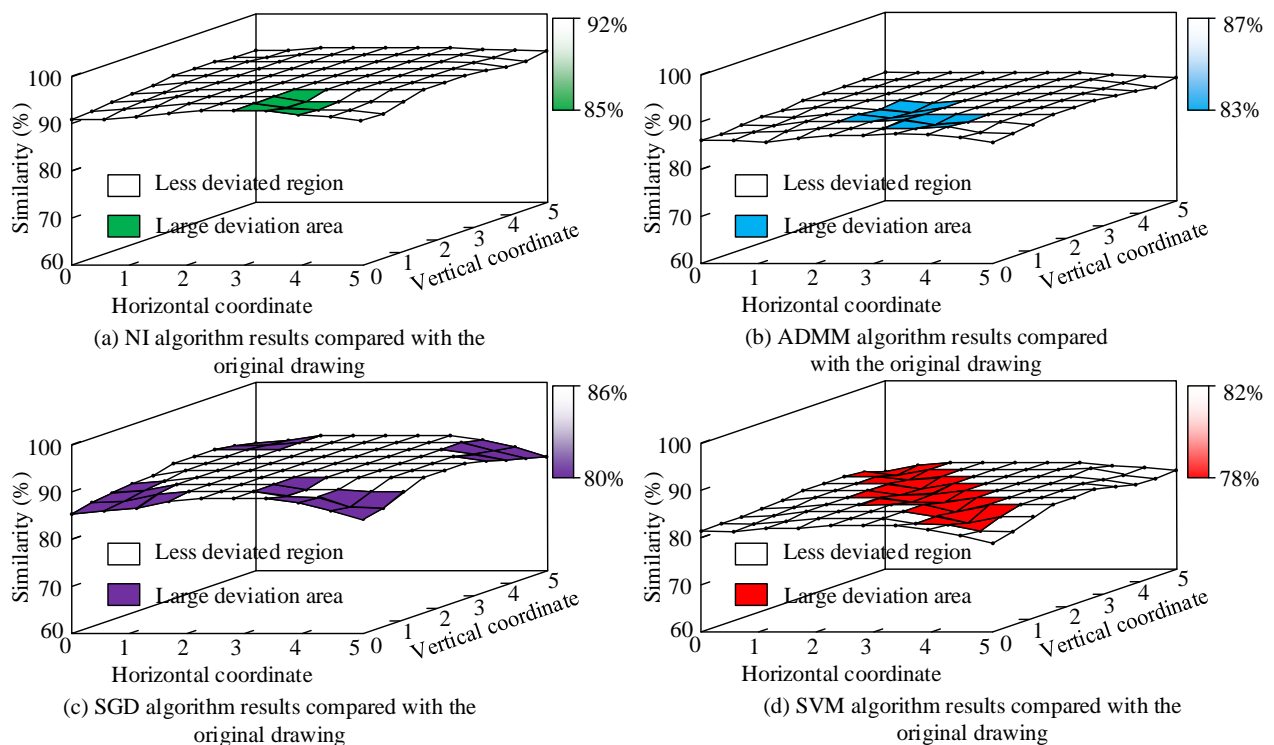 92%
85%
100
90
80
70
60
Similarity (%)
Less deviated region
Large deviation area
0 1 2 3 4 5
0 1 2 3 4 5
Horizontal coordinate
Vertical coordinate
(a) NI algorithm results compared with the
original drawing
87%
83%
100
90
80
70
60
Similarity (%)
Less deviated region
Large deviation area
0 1 2 3 4 5
0 1 2 3 4 5
Horizontal coordinate
Vertical coordinate
(b) ADMM algorithm results compared
with the original drawing
86%
80%
100
90
80
70
60
Similarity (%)
Less deviated region
Large deviation area
0 1 2 3 4 5
0 1 2 3 4 5
Horizontal coordinate
Vertical coordinate
(c) SGD algorithm results compared with the
original drawing
82%
78%
100
90
80
70
60
Similarity (%)
Less deviated region
Large deviation area
0 1 2 3 4 5
0 1 2 3 4 5
Horizontal coordinate
Vertical coordinate
(d) SVM algorithm results compared with the
original drawing